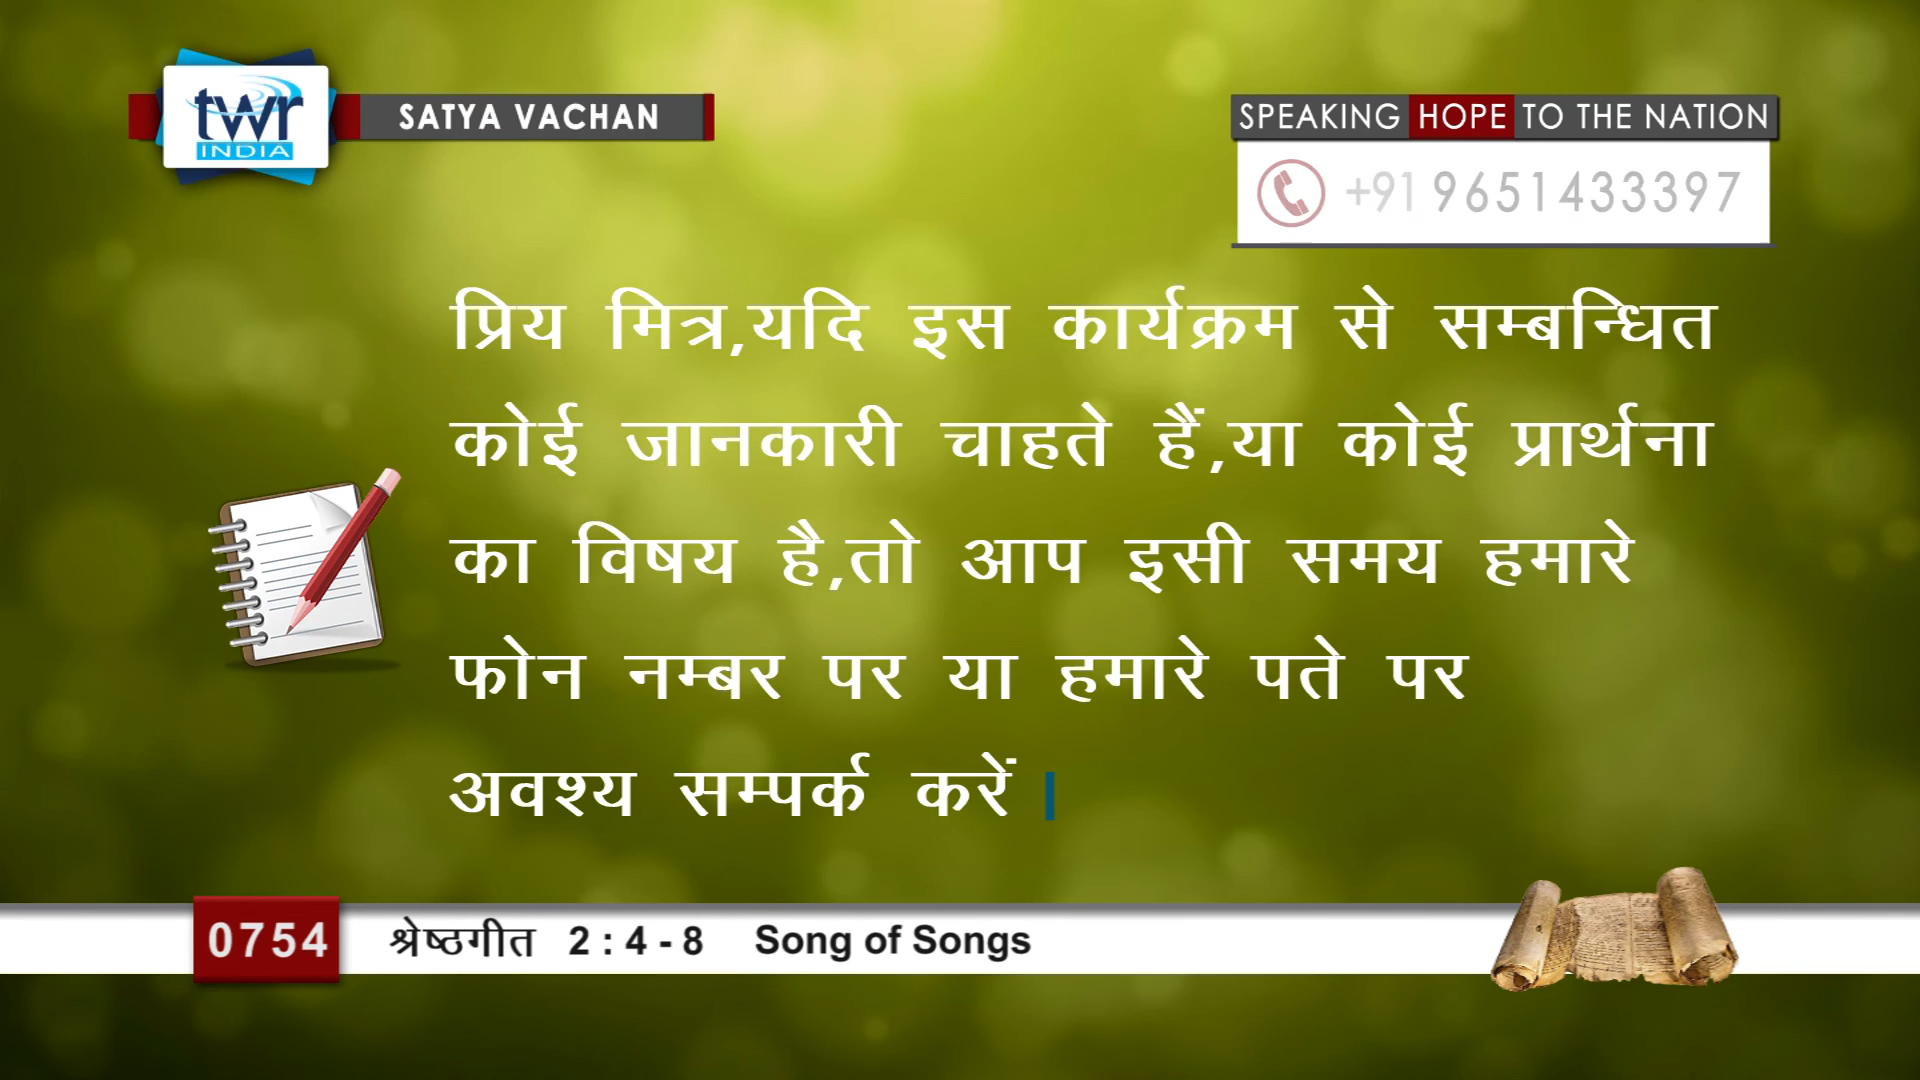 twr
INDIA
SATYA VACHAN
SPEAKING HOPE TO THE NATION
+91 9651433397
प्रिय मित्र,यदि इस कार्यक्रम से सम्बन्धित
कोई जानकारी चाहते हैं,या कोई प्रार्थना
का विषय है,तो आप इसी समय हमारे
फोन नम्बर पर या हमारे पते पर
अवश्य सम्पर्क करें।
0754 श्रेष्ठगीत 2 : 4 - 8 Song of Songs